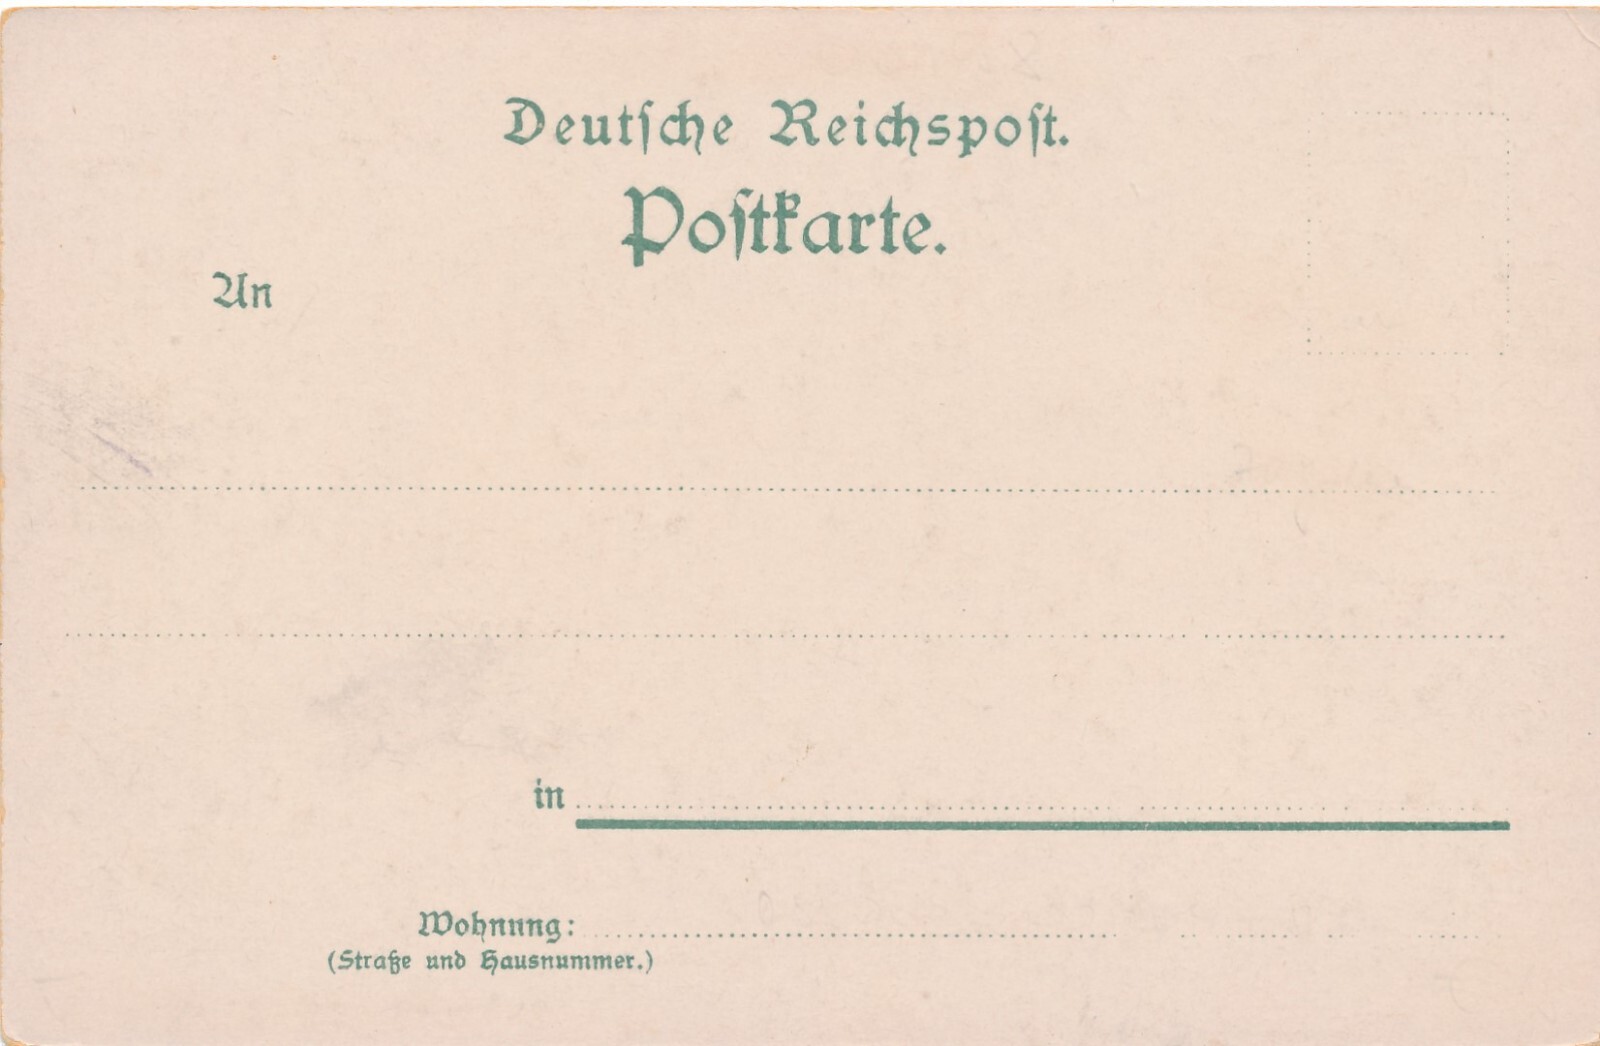 Deutſche Reichspoſt.
Poſtkarte.
An
in
Wohnung:
(Straße und Hausnummer.)